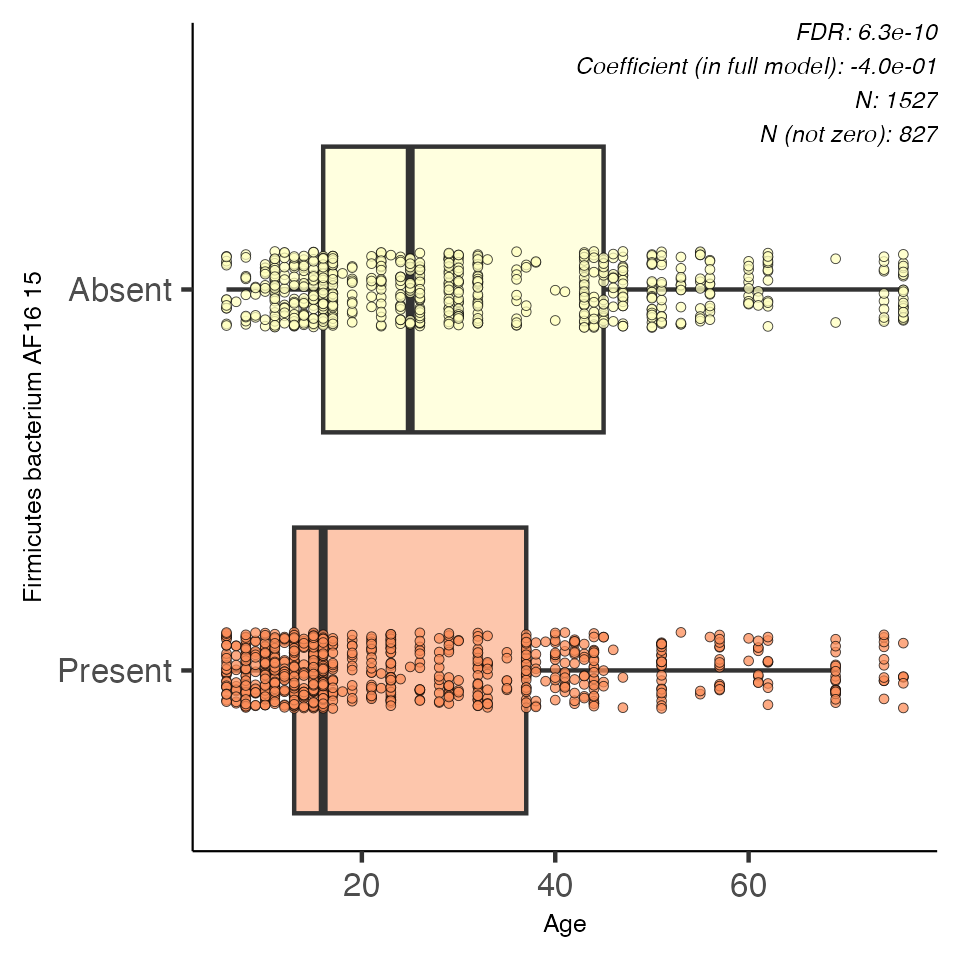 FDR: 6.3e-10
Coefficient (in full model): -4.0e-01
N: 1527
N (not zero): 827
Firmicutes bacterium AF16 15
Absent
Present
20 40 60
Age